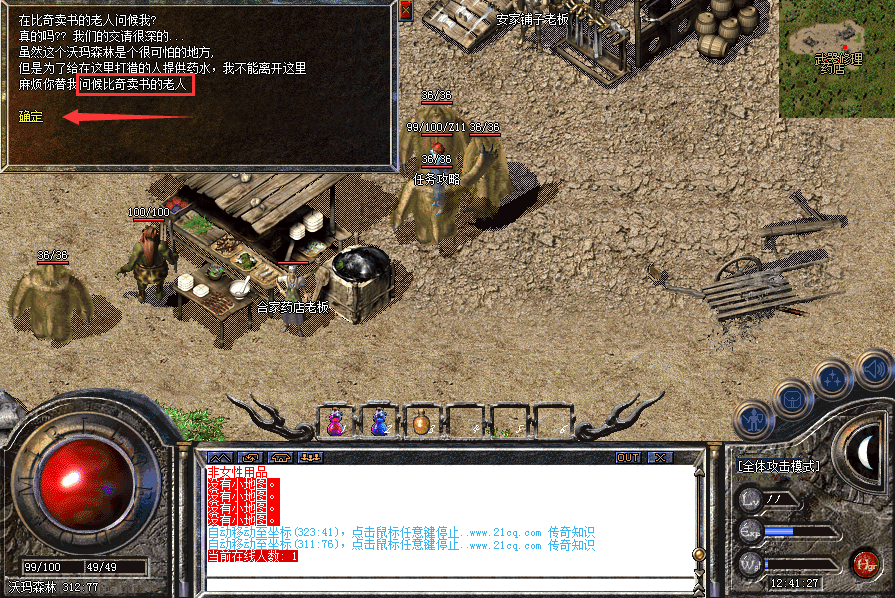 在比奇卖书的老人问候我?
真的吗?? 我们的交请很深的...
虽然这个沃玛森林是个很可怕的地方,
但是为了给在这里打猎的人提供药水，我不能离开这里
麻烦你替我问候比奇卖书的老人
确定
安家铺子老板
武器修理
药店
36/36
99/100/Z11
36/36
36/36
任务攻略
100/100
36/36
合家药店老板
OUT
非女性用品
没有小地图。
没有小地图。
没有小地图。
没有小地图。
自动移动至坐标(323:41)，点击鼠标任意键停止..www.21cq.com 传奇知识
自动移动至坐标(311:76)，点击鼠标任意键停止..www.21cq.com 传奇知识
当前在线人数: 1
[全体攻击模式]
Lv
77
Exp
12:41:27
99/100
49/49
沃玛森林 312:77